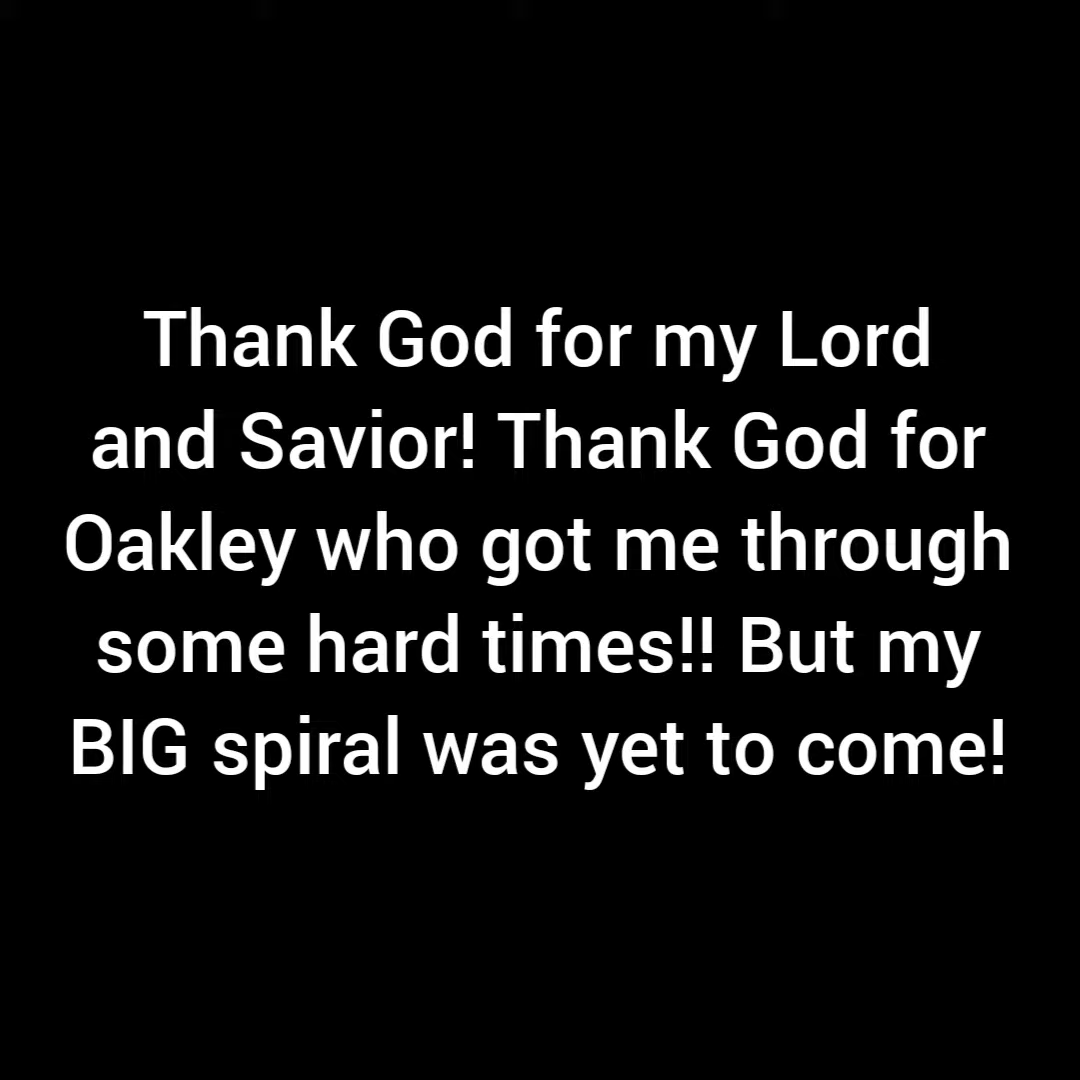 Thank God for my Lord
and Savior! Thank God for
Oakley who got me through
some hard times!! But my
BIG spiral was yet to come!